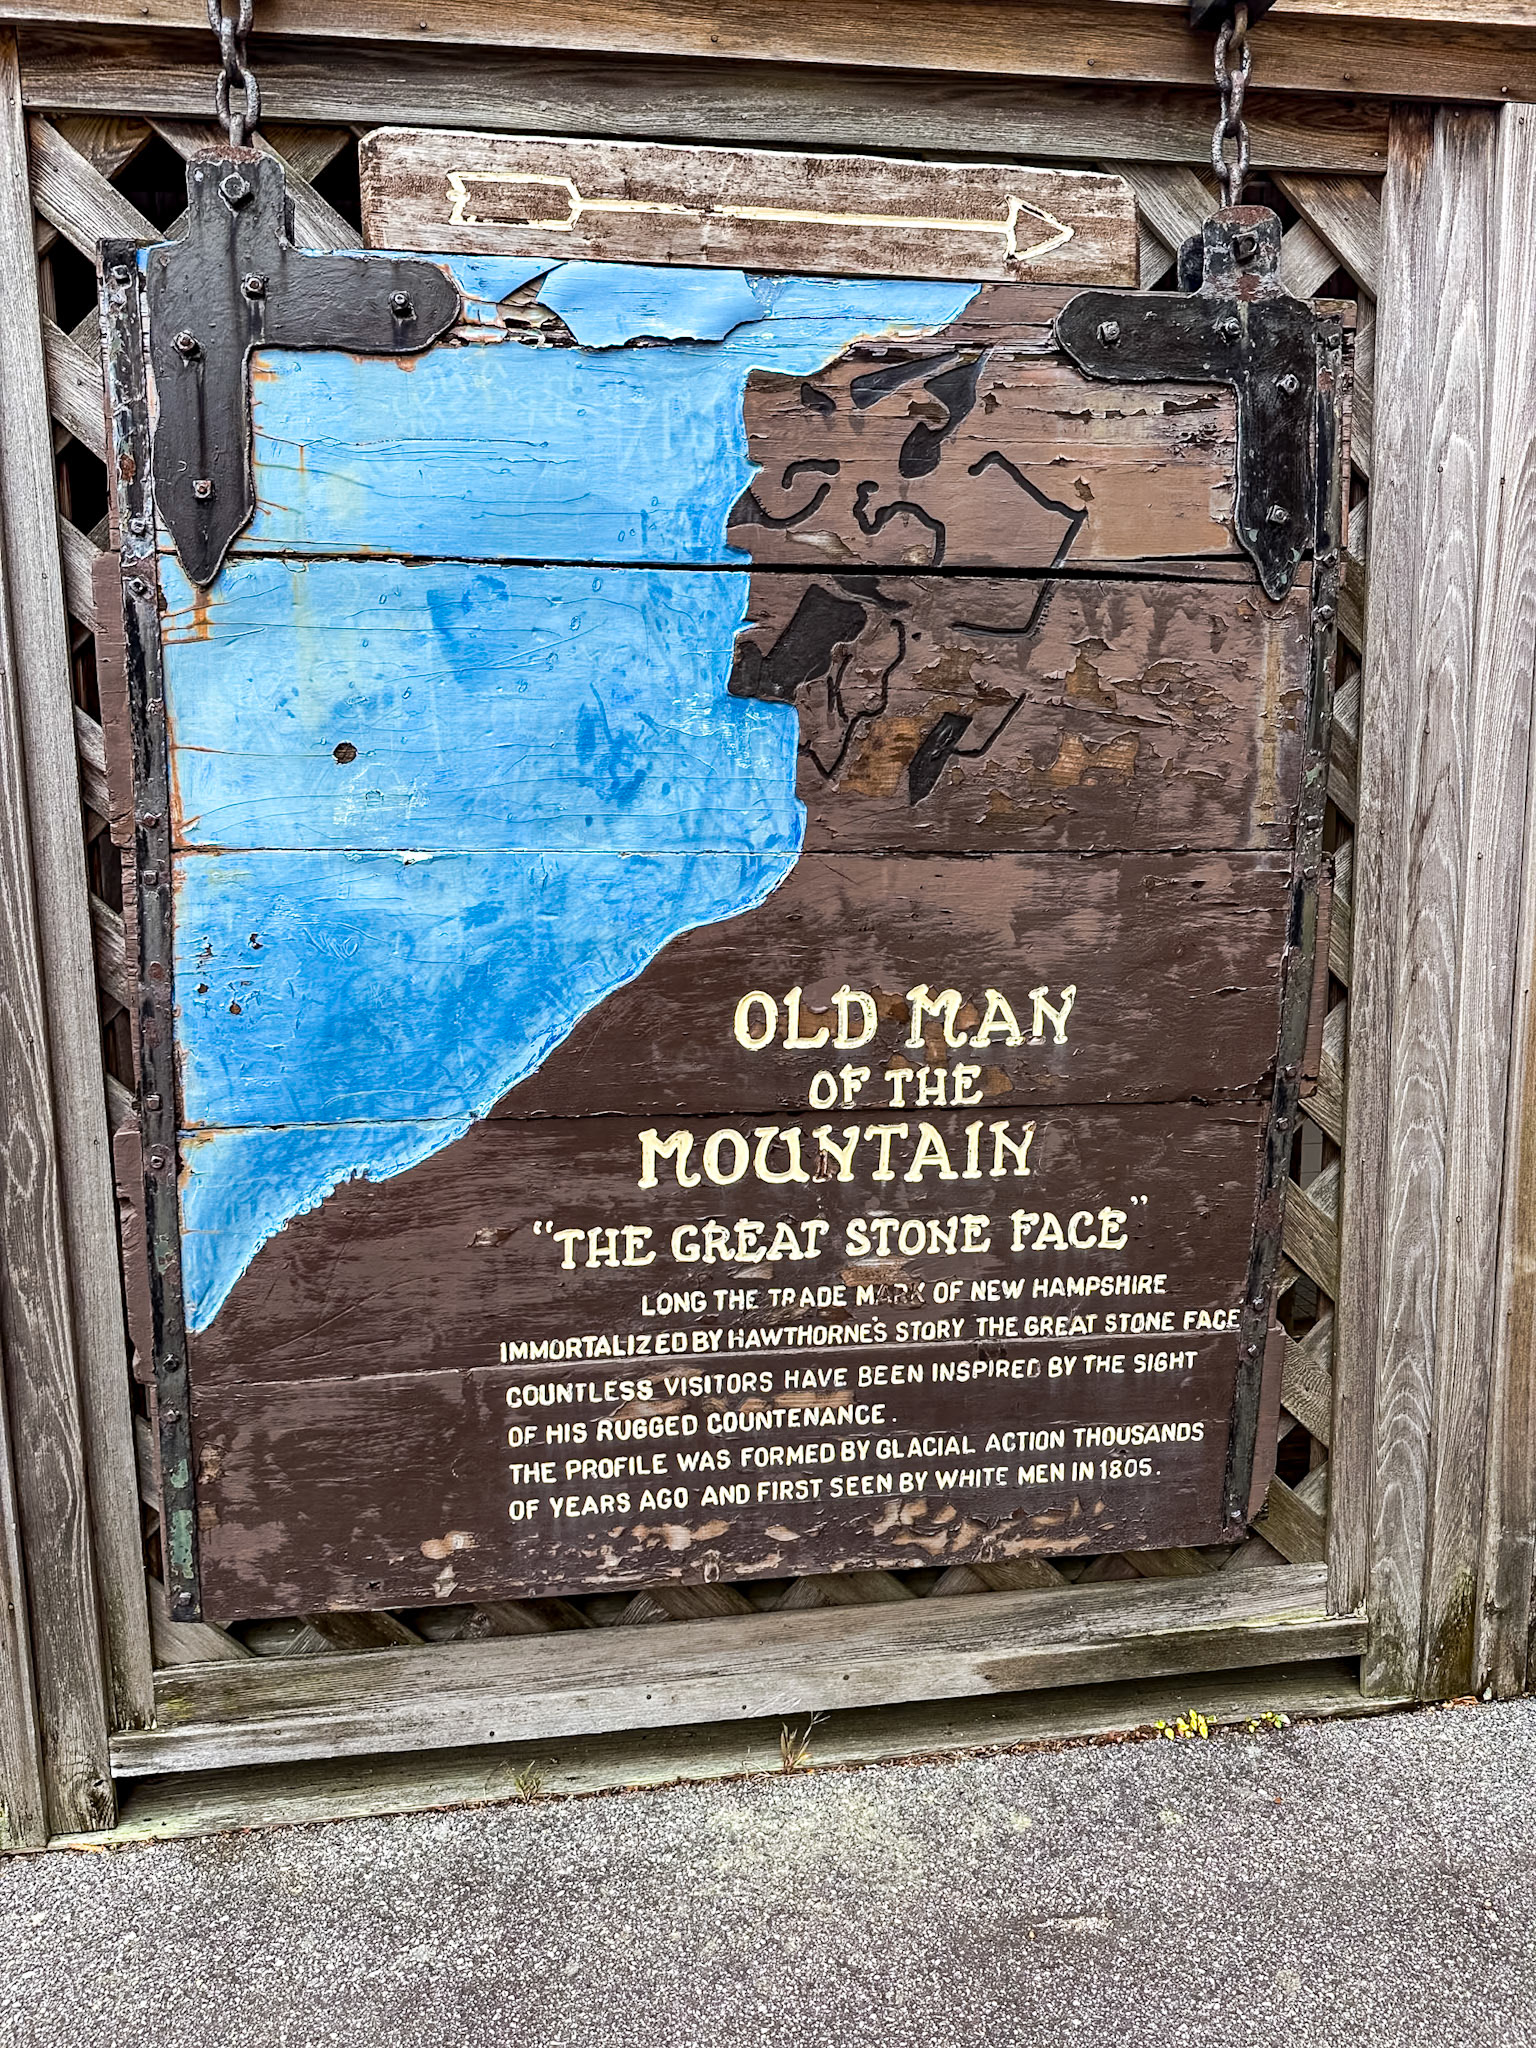 OLD MAN
OF THE
MOUNTAIN
"THE GREAT STONE FACE"
LONG THE TRADE MARK OF NEW HAMPSHIRE
IMMORTALIZED BY HAWTHORNE'S STORY THE GREAT STONE FACE
COUNTLESS VISITORS HAVE BEEN INSPIRED BY THE SIGHT
OF HIS RUGGED COUNTENANCE.
THE PROFILE WAS FORMED BY GLACIAL ACTION THOUSANDS
OF YEARS AGO AND FIRST SEEN BY WHITE MEN IN 1805.